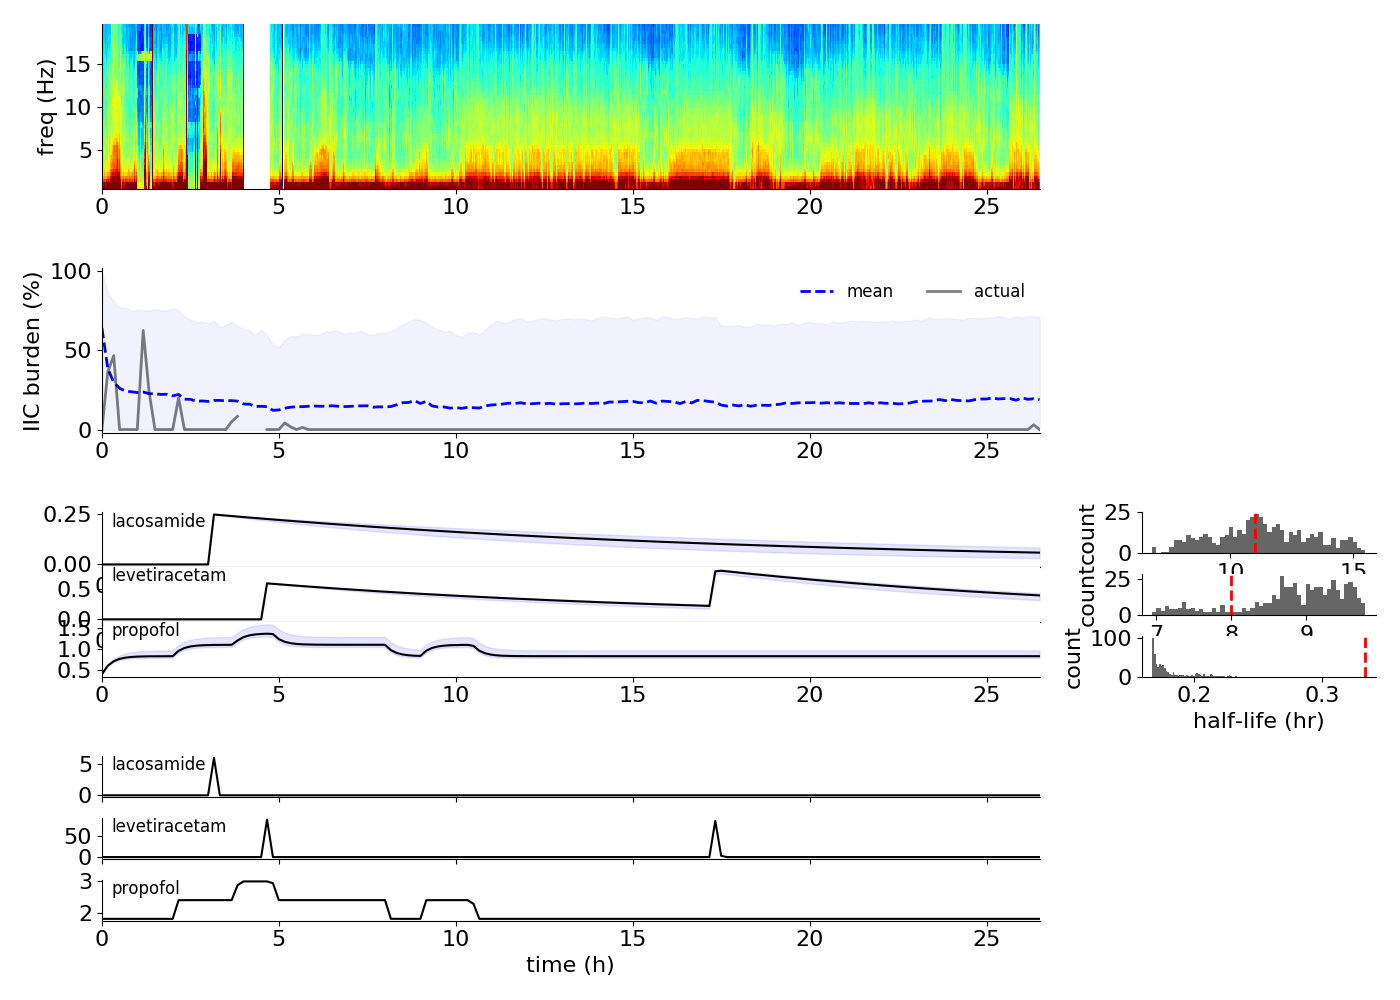 freq (Hz)
15
10
5
0 5 10 15 20 25
IIC burden (%)
100
50
0
mean actual
0 5 10 15 20 25
0.25
0.00
lacosamide
0.5
0.0
levetiracetam
1.5
1.0
0.5
propofol
0 5 10 15 20 25
count
25
0
10 15
count
25
0
7 8 9
count
100
0
0.2 0.3
half-life (hr)
5
0
lacosamide
50
0
levetiracetam
3
2
propofol
0 5 10 15 20 25
time (h)